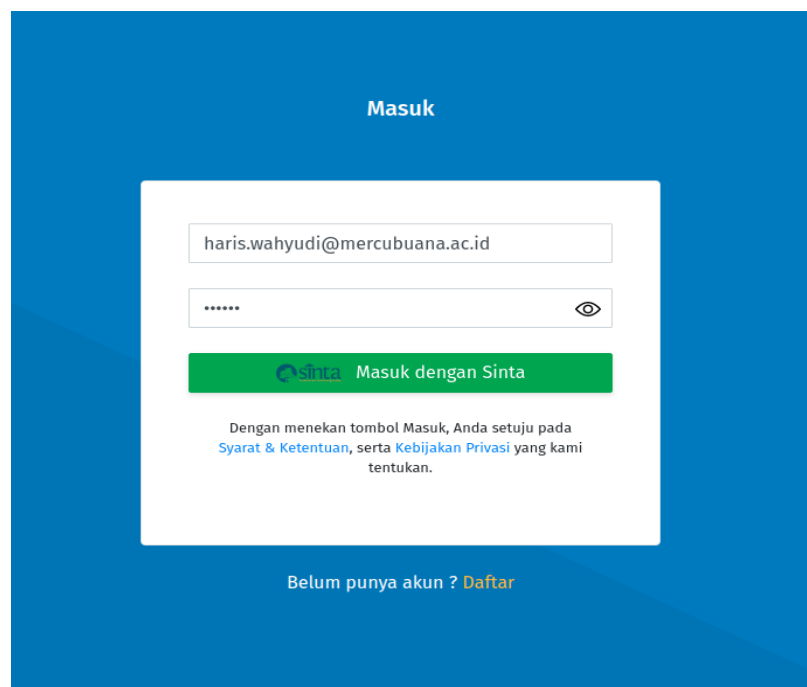 Masuk
haris.wahyudi@mercubuana.ac.id
••••••
sinta Masuk dengan Sinta
Dengan menekan tombol Masuk, Anda setuju pada
Syarat & Ketentuan, serta Kebijakan Privasi yang kami
tentukan.
Belum punya akun ? Daftar